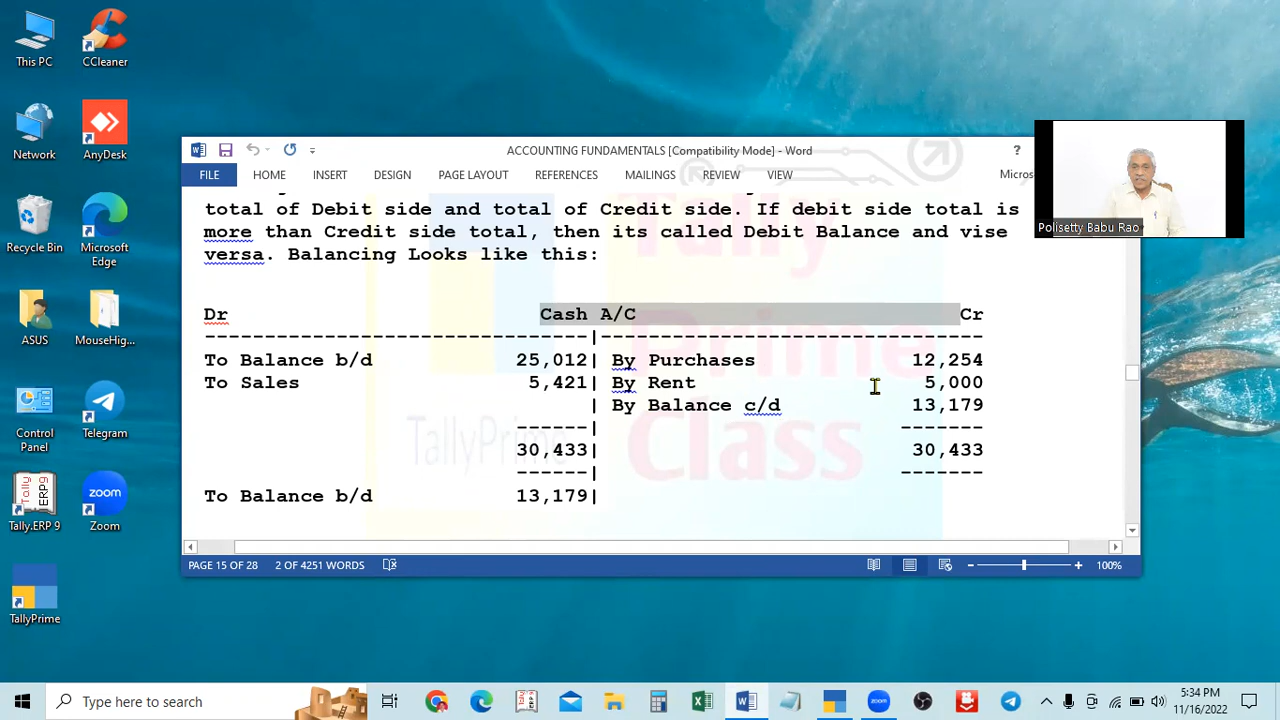 This PC
CCleaner
Network
AnyDesk
Recycle Bin
Microsoft
Edge
ASUS
MouseHig...
Control
Panel
Telegram
Tally.ERP 9
Zoom
TallyPrime
ACCOUNTING FUNDAMENTALS [Compatibility Mode] - Word
?
FILE HOME INSERT DESIGN PAGE LAYOUT REFERENCES MAILINGS REVIEW VIEW Micros
total of Debit side and total of Credit side. If debit side total is
more than Credit side total, then its called Debit Balance and vise
versa. Balancing Looks like this:
Dr Cash A/C Cr
-------------------------------|--------------------------------
To Balance b/d 25,012| By Purchases 12,254
To Sales 5,421| By Rent 5,000
| By Balance c/d 13,179
------| -------
30,433| 30,433
------| -------
To Balance b/d 13,179|
Tally
Prime
Class
TallyPrime
PAGE 15 OF 28 2 OF 4251 WORDS 100%
Polisetty Babu Rao
Type here to search
5:34 PM
11/16/2022